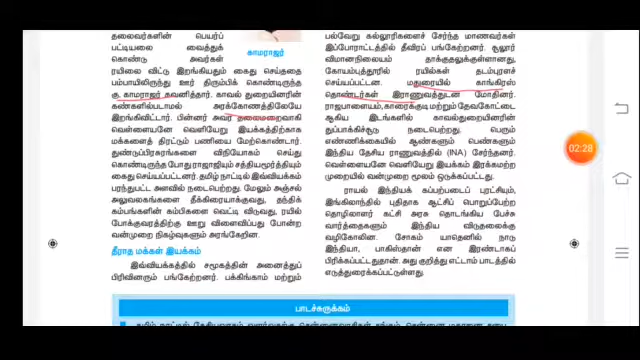 தலைவர்களின் பெயர்ப்
பட்டியலை வைத்துக்
கொண்டு அவர்கள்
ரயிலை விட்டு இறங்கியதும் கைது செய்ததை
பம்பாயிலிருந்து ஊர் திரும்பிக் கொண்டிருந்த
கு. காமராஜர் கவனித்தார். காவல் துறையினரின்
கண்களில்படாமல் அரக்கோணத்திலேயே
இறங்கிவிட்டார். பின்னர் அவர் தலைமறைவாகி
வெள்ளையனே வெளியேறு இயக்கத்திற்காக
மக்களைத் திரட்டும் பணியை மேற்கொண்டார்.
துண்டுப்பிரசுரங்களை விநியோகம் செய்து
கொண்டிருந்த போது ராஜாஜியும் சத்தியமூர்த்தியும்
கைது செய்யப்பட்டனர். தமிழ் நாட்டில் இவ்வியக்கம்
பரந்துபட்ட அளவில் நடைபெற்றது. மேலும் அஞ்சல்
அலுவலகங்களை தீக்கிரையாக்குவது, தந்திக்
கம்பங்களின் கம்பிகளை வெட்டி விடுவது, ரயில்
போக்குவரத்திற்கு ஊறு விளைவிப்பது போன்ற
வன்முறை நிகழ்வுகளும் அரங்கேறின.
தீராத மக்கள் இயக்கம்
இவ்வியக்கத்தில் சமூகத்தின் அனைத்துப்
பிரிவினரும் பங்கேற்றனர். பக்கிங்காம் மற்றும்
காமராஜர்
பல்வேறு கல்லூரிகளைச் சேர்ந்த மாணவர்கள்
இப்போராட்டத்தில் தீவிரப் பங்கேற்றனர். சூலூர்
விமானநிலையம் தாக்குதலுக்குள்ளானது,
கோயம்புத்தூரில் ரயில்கள் தடம்புரளச்
செய்யப்பட்டன. மதுரையில் காங்கிரஸ்
தொண்டர்கள் இராணுவத்துடன் மோதினர்.
ராஜபாளையம், காரைக்குடி மற்றும் தேவகோட்டை
ஆகிய இடங்களில் காவல்துறையினரின்
துப்பாக்கிச்சூடு நடைபெற்றது. பெரும்
எண்ணிக்கையில் ஆண்களும் பெண்களும்
இந்திய தேசிய ராணுவத்தில் (INA) சேர்ந்தனர்.
வெள்ளையனே வெளியேறு இயக்கம் இரக்கமற்ற
முறையில் வன்முறை மூலம் ஒடுக்கப்பட்டது.
ராயல் இந்தியக் கப்பற்படைப் புரட்சியும்,
இங்கிலாந்தில் புதிதாக ஆட்சிப் பொறுப்பேற்ற
தொழிலாளர் கட்சி அரசு தொடங்கிய பேச்சு
வார்த்தைகளும் இந்திய விடுதலைக்கு
வழிகோலின. சோகம் யாதெனில் நாடு
இந்தியா, பாகிஸ்தான் என இரண்டாகப்
பிரிக்கப்பட்டதுதான். அது குறித்து எட்டாம் பாடத்தில்
எடுத்துரைக்கப்பட்டுள்ளது.
பாடச்சுருக்கம்
02:28